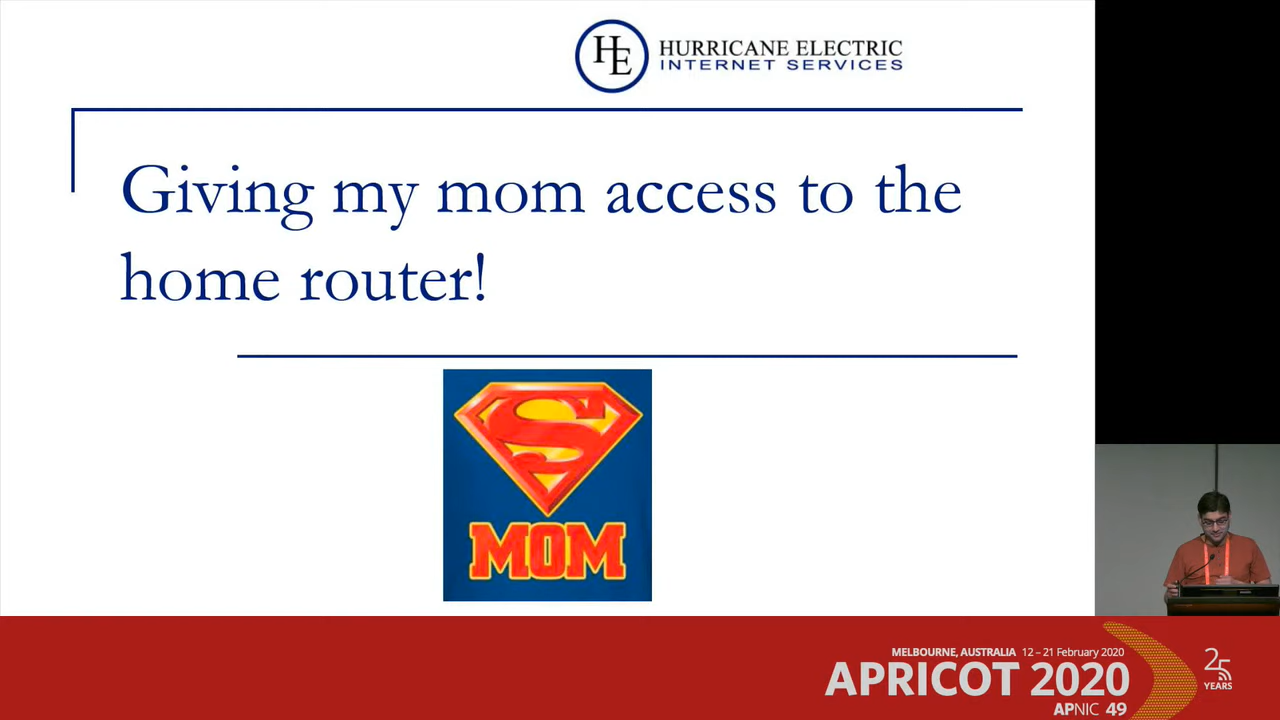 HE HURRICANE ELECTRIC
INTERNET SERVICES
Giving my mom access to the
home router!
S
MOM
MELBOURNE, AUSTRALIA 12 – 21 February 2020
APRICOT 2020
APNIC 49
25
YEARS